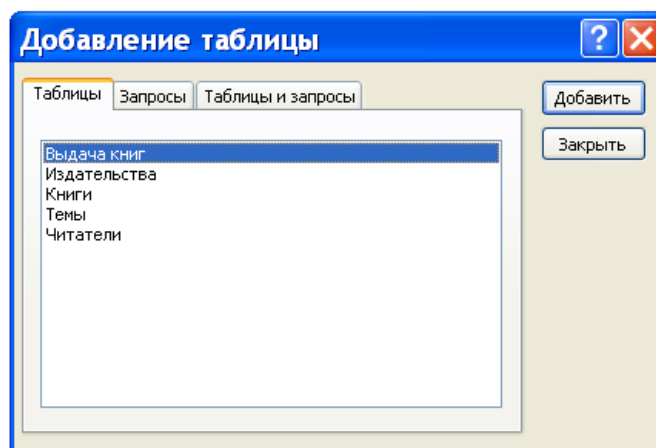 Добавление таблицы
Таблицы Запросы Таблицы и запросы
Добавить
Закрыть
Выдача книг
Издательства
Книги
Темы
Читатели